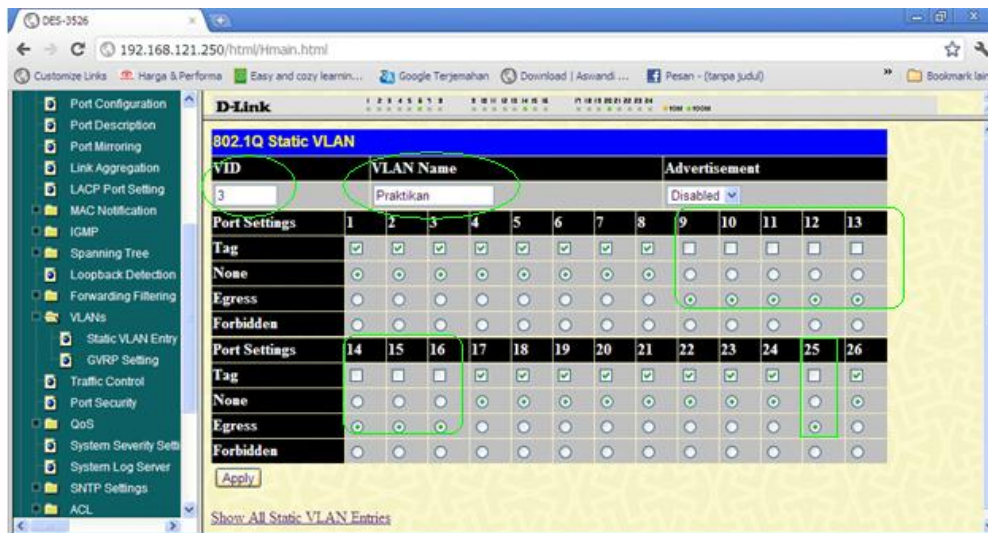 DES-3526
192.168.121.250/html/Hmain.html
Customize Links Harga & Performa Easy and cozy learnin... Google Terjemahan Download | Aswandi ... Pesan - (tanpa judul) » Bookmark lain
Port Configuration
Port Description
Port Mirroring
Link Aggregation
LACP Port Setting
MAC Notification
IGMP
Spanning Tree
Loopback Detection
Forwarding Filtering
VLANs
Static VLAN Entry
GVRP Setting
Traffic Control
Port Security
QoS
System Severity Setti
System Log Server
SNTP Settings
ACL
D-Link
802.1Q Static VLAN
VID VLAN Name Advertisement
3 Praktikan Disabled
Port Settings 1 2 3 4 5 6 7 8 9 10 11 12 13
Tag
None
Egress
Forbidden
Port Settings 14 15 16 17 18 19 20 21 22 23 24 25 26
Tag
None
Egress
Forbidden
Apply
Show All Static VLAN Entries